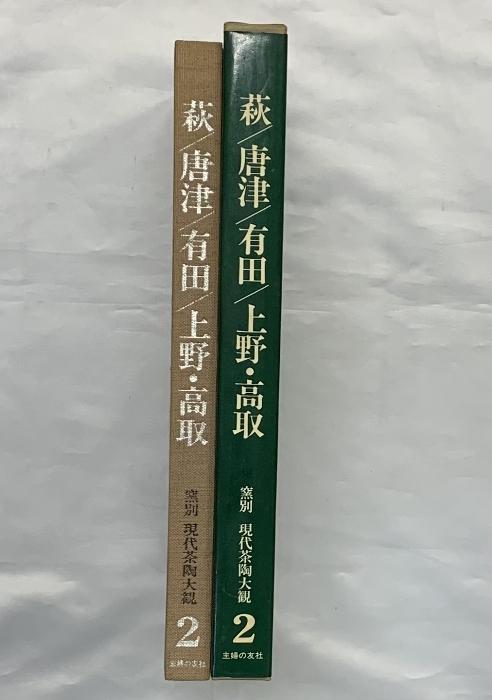 萩/唐津/有田/上野・高取
窯別 現代茶陶大観
2
主婦の友社
萩/唐津/有田/上野・高取
窯別 現代茶陶大観
2
主婦の友社